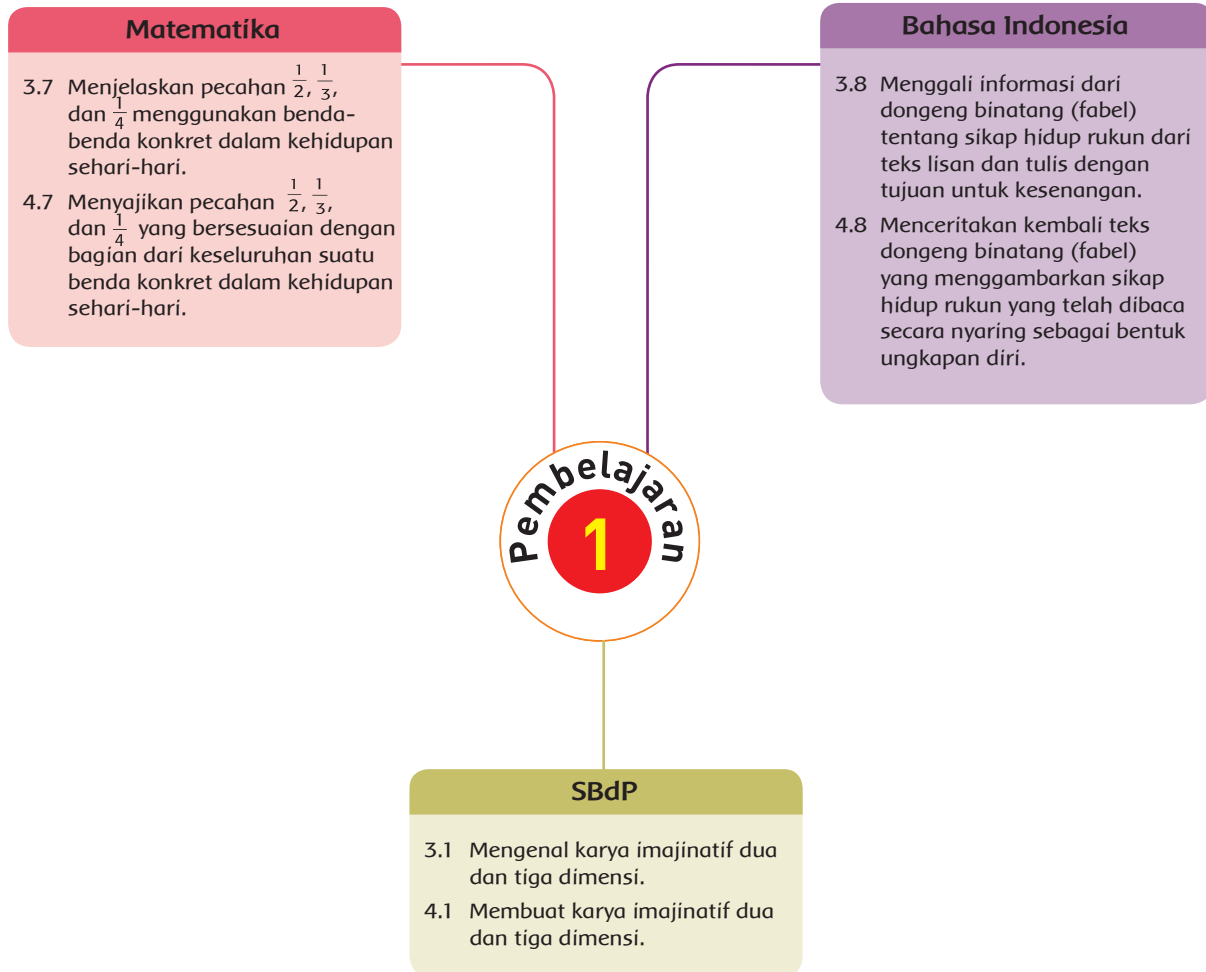 Matematika
3.7 Menjelaskan pecahan 1/2, 1/3,
dan 1/4 menggunakan benda-
benda konkret dalam kehidupan
sehari-hari.
4.7 Menyajikan pecahan 1/2, 1/3,
dan 1/4 yang bersesuaian dengan
bagian dari keseluruhan suatu
benda konkret dalam kehidupan
sehari-hari.
Bahasa Indonesia
3.8 Menggali informasi dari
dongeng binatang (fabel)
tentang sikap hidup rukun dari
teks lisan dan tulis dengan
tujuan untuk kesenangan.
4.8 Menceritakan kembali teks
dongeng binatang (fabel)
yang menggambarkan sikap
hidup rukun yang telah dibaca
secara nyaring sebagai bentuk
ungkapan diri.
Pembelajaran
1
SBdP
3.1 Mengenal karya imajinatif dua
dan tiga dimensi.
4.1 Membuat karya imajinatif dua
dan tiga dimensi.